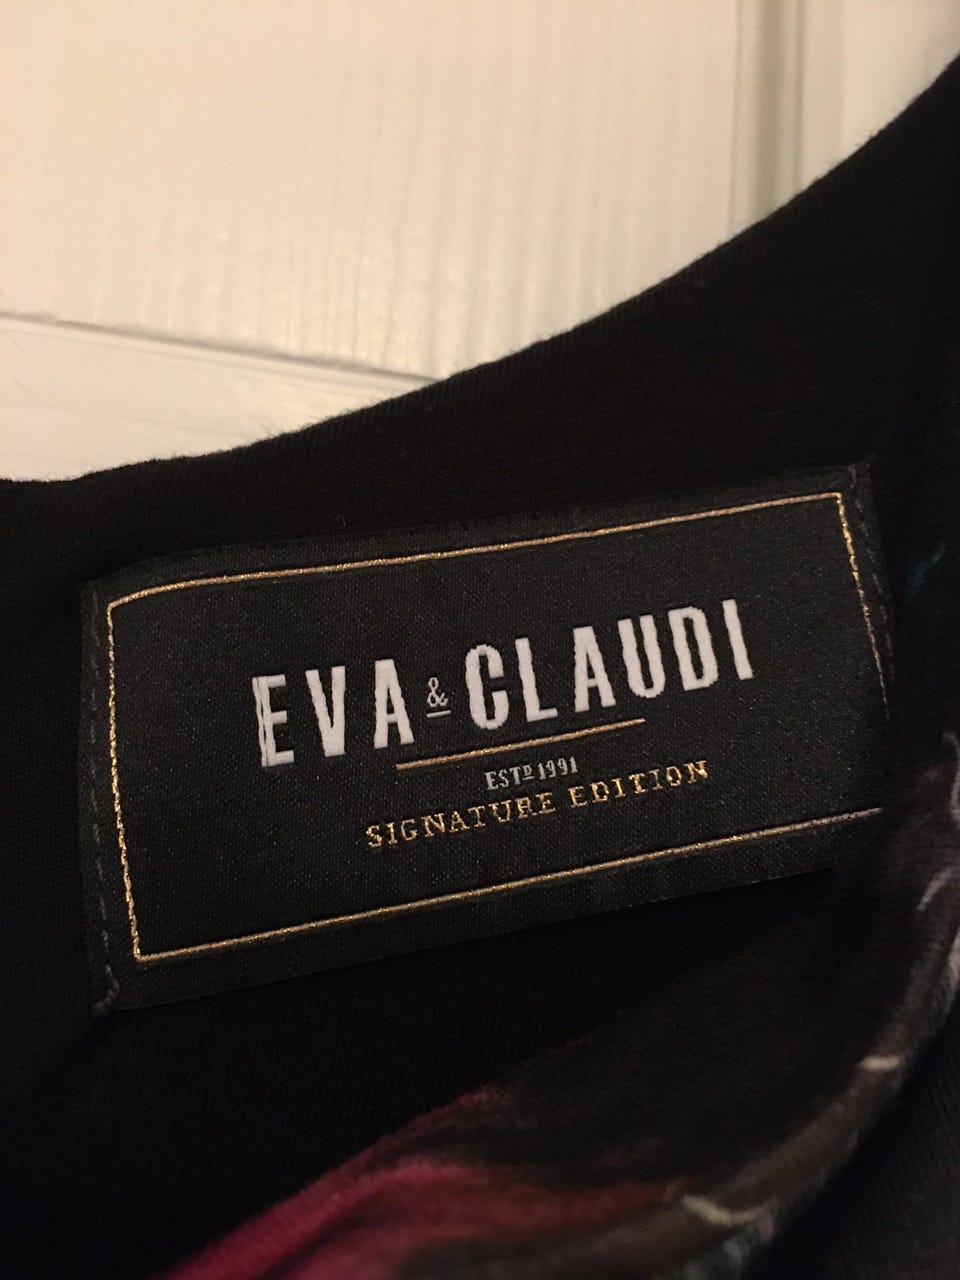 EVA & CLAUDI
ESTD 1991
SIGNATURE EDITION